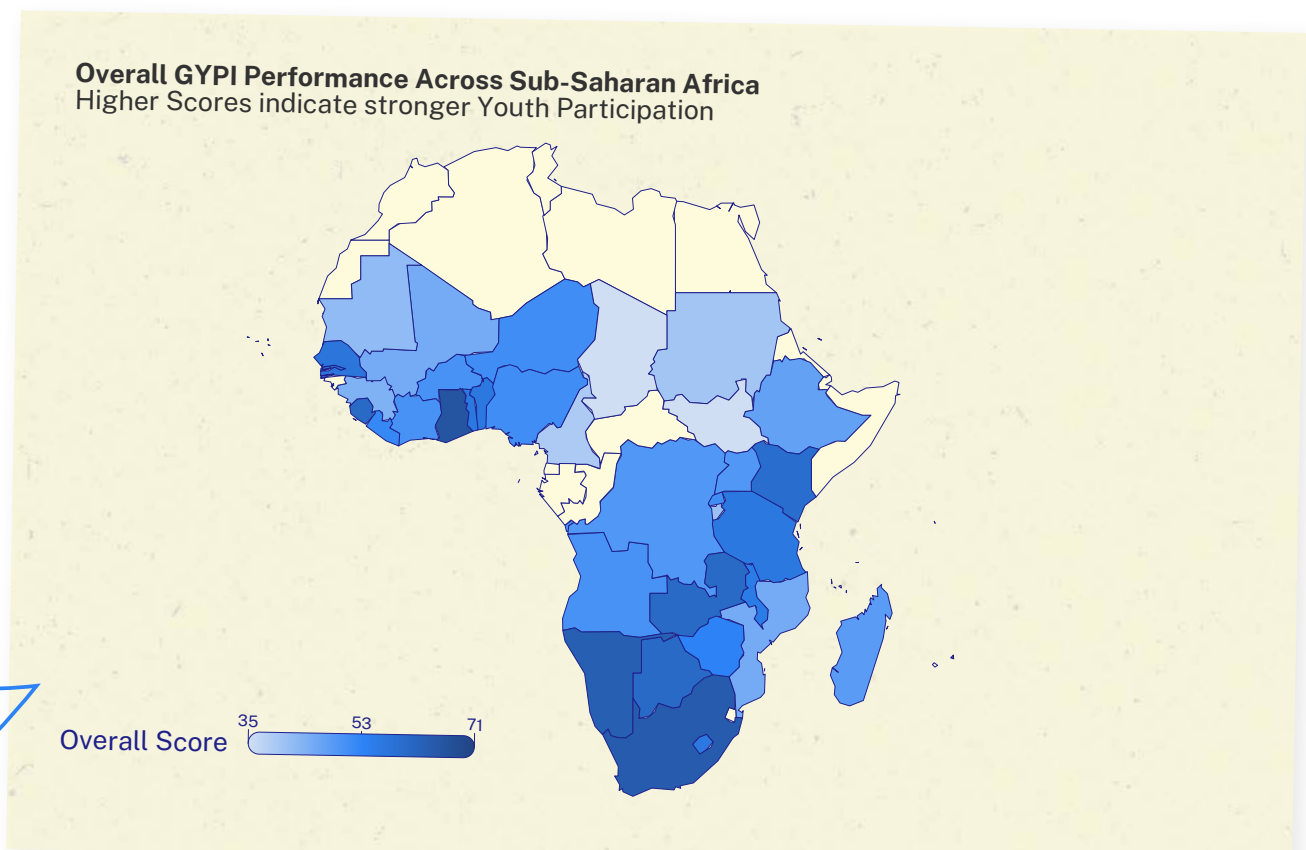 Overall GYPI Performance Across Sub-Saharan Africa
Higher Scores indicate stronger Youth Participation
35 53 71
Overall Score